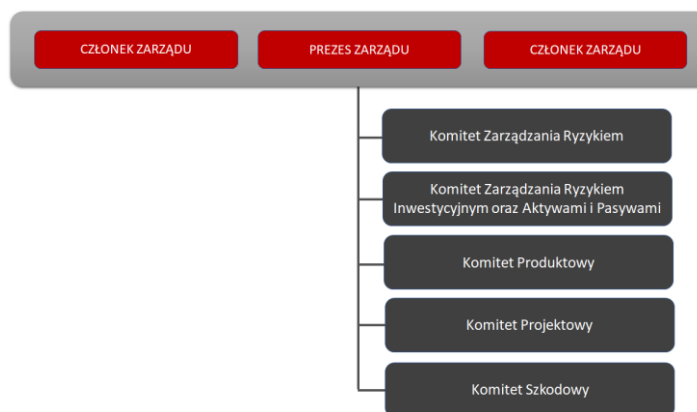 CZŁONEK ZARZĄDU
PREZES ZARZĄDU
CZŁONEK ZARZĄDU
Komitet Zarządzania Ryzykiem
Komitet Zarządzania Ryzykiem
Inwestycyjnym oraz Aktywami i Pasywami
Komitet Produktowy
Komitet Projektowy
Komitet Szkodowy